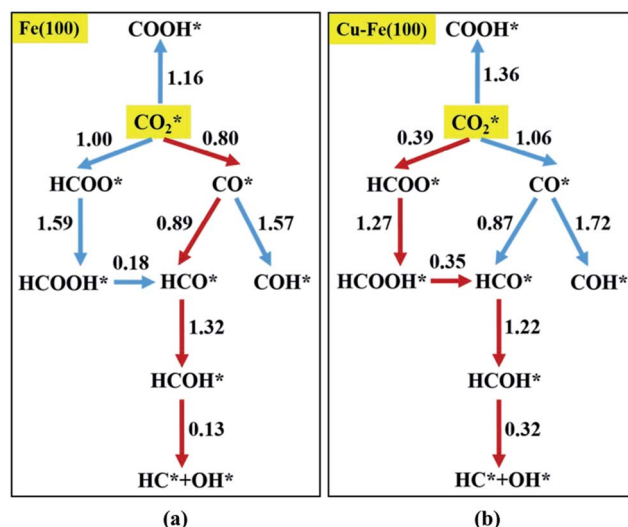 Fe(100)
COOH*
1.16
CO₂*
1.00
0.80
HCOO*
CO*
1.59
0.89
1.57
HCOOH*
0.18
HCO*
COH*
1.32
HCOH*
0.13
HC*+OH*
(a)
Cu-Fe(100)
COOH*
1.36
CO₂*
0.39
1.06
HCOO*
CO*
1.27
0.87
1.72
HCOOH*
0.35
HCO*
COH*
1.22
HCOH*
0.32
HC*+OH*
(b)